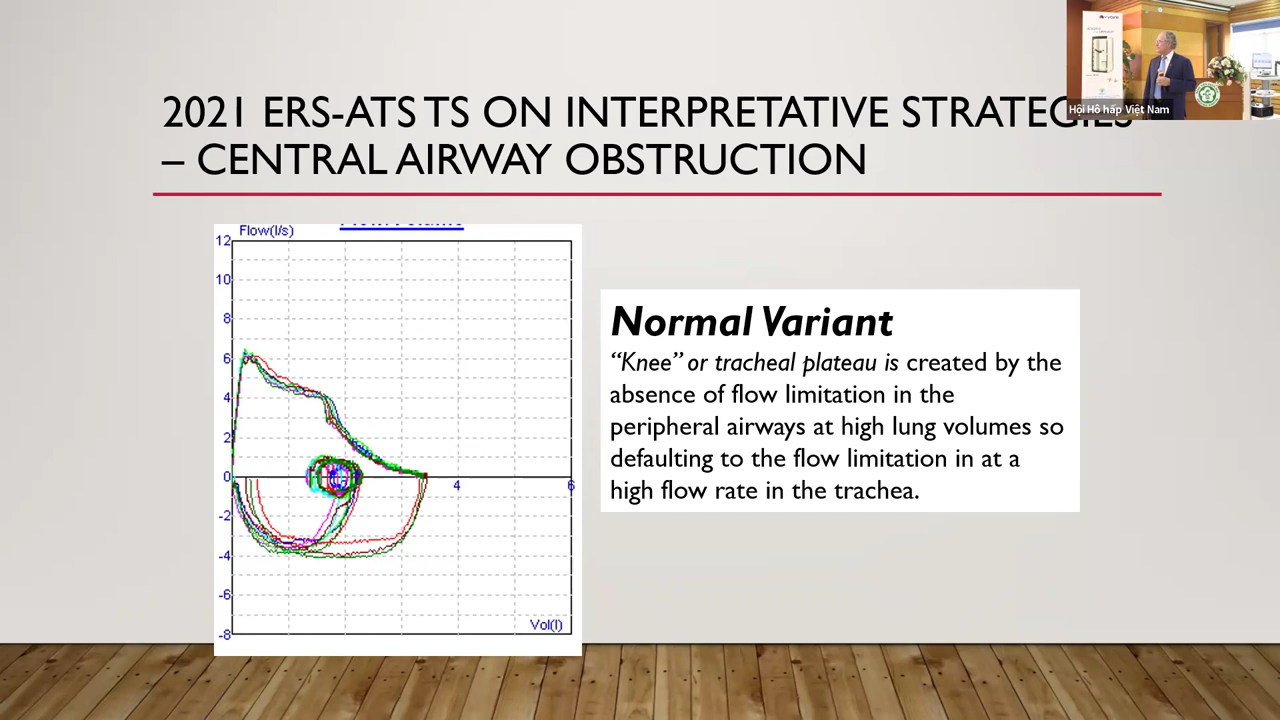 2021 ERS-ATS TS ON INTERPRETATIVE STRATEGIES
– CENTRAL AIRWAY OBSTRUCTION
Hội Hô hấp Việt Nam
Flow(l/s)
12
10
8
6
4
2
0
4
6
-2
-4
-6
-8
Vol(l)
Normal Variant
“Knee” or tracheal plateau is created by the
absence of flow limitation in the
peripheral airways at high lung volumes so
defaulting to the flow limitation in at a
high flow rate in the trachea.